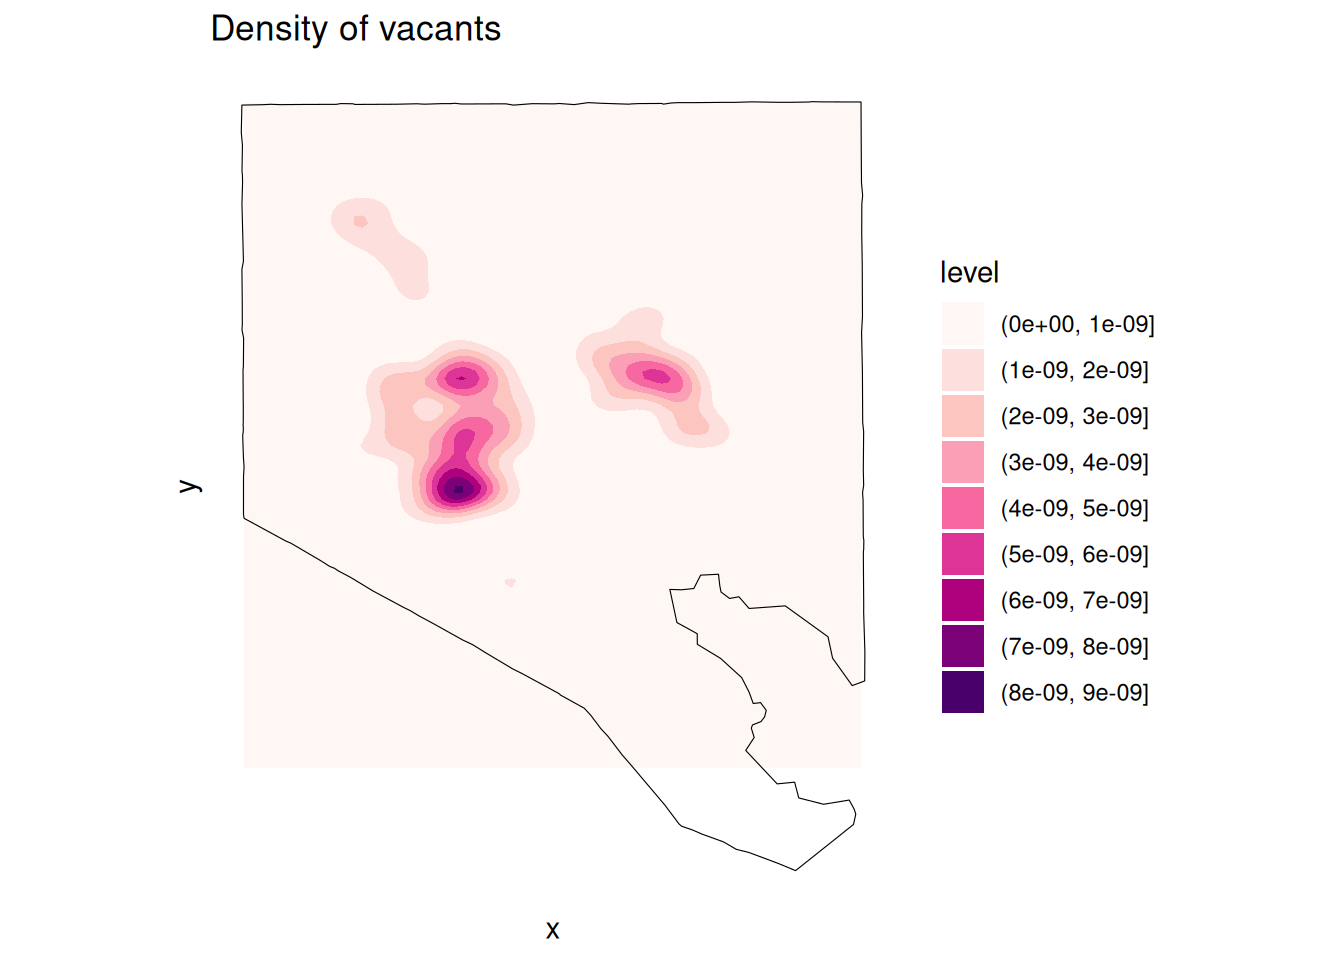 Density of vacants
level
(0e+00, 1e-09]
(1e-09, 2e-09]
(2e-09, 3e-09]
(3e-09, 4e-09]
(4e-09, 5e-09]
(5e-09, 6e-09]
(6e-09, 7e-09]
(7e-09, 8e-09]
(8e-09, 9e-09]
y
x